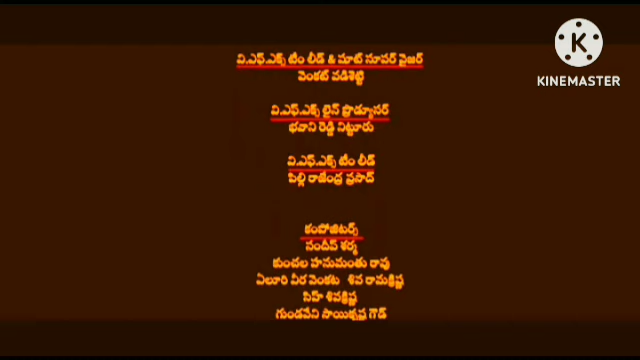 వి.ఎఫ్.ఎక్స్ టీం లీడ్ & షాట్ సూపర్ వైజర్
వెంకట్ వడిశెట్టి
వి.ఎఫ్.ఎక్స్ లైన్ ప్రొడ్యూసర్
భవాని రెడ్డి నిట్టూరు
వి.ఎఫ్.ఎక్స్ టీం లీడ్
పిల్లి రాజేంద్ర ప్రసాద్
కంపోజిటర్స్
సందీప్ శర్మ
కుంచల హనుమంతు రావు
ఏలూరి వీర వెంకట శివ రామక్రిష్ణ
శివక్రిష్ణ
గుండవేని సాయికృష్ణ గౌడ్
K
KINEMASTER